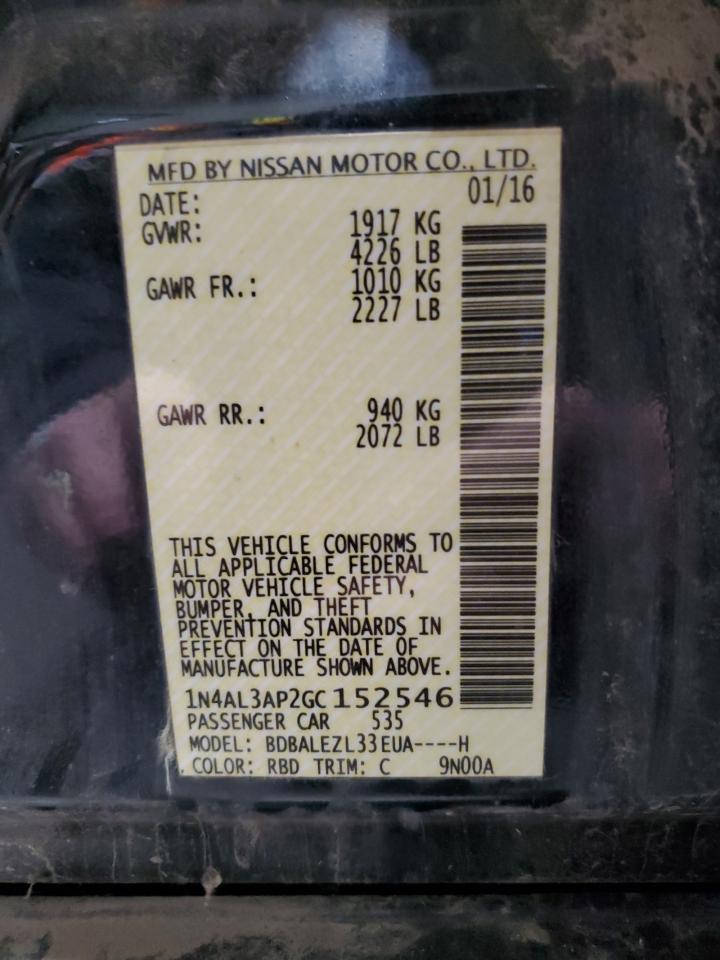 MFD BY NISSAN MOTOR CO., LTD.
DATE: 01/16
GVWR: 1917 KG
4226 LB
GAWR FR.: 1010 KG
2227 LB
GAWR RR.: 940 KG
2072 LB
THIS VEHICLE CONFORMS TO
ALL APPLICABLE FEDERAL
MOTOR VEHICLE SAFETY,
BUMPER, AND THEFT
PREVENTION STANDARDS IN
EFFECT ON THE DATE OF
MANUFACTURE SHOWN ABOVE.
1N4AL3AP2GC152546
PASSENGER CAR 535
MODEL: BDBALEZL33EUA----H
COLOR: RBD TRIM: C 9N00A